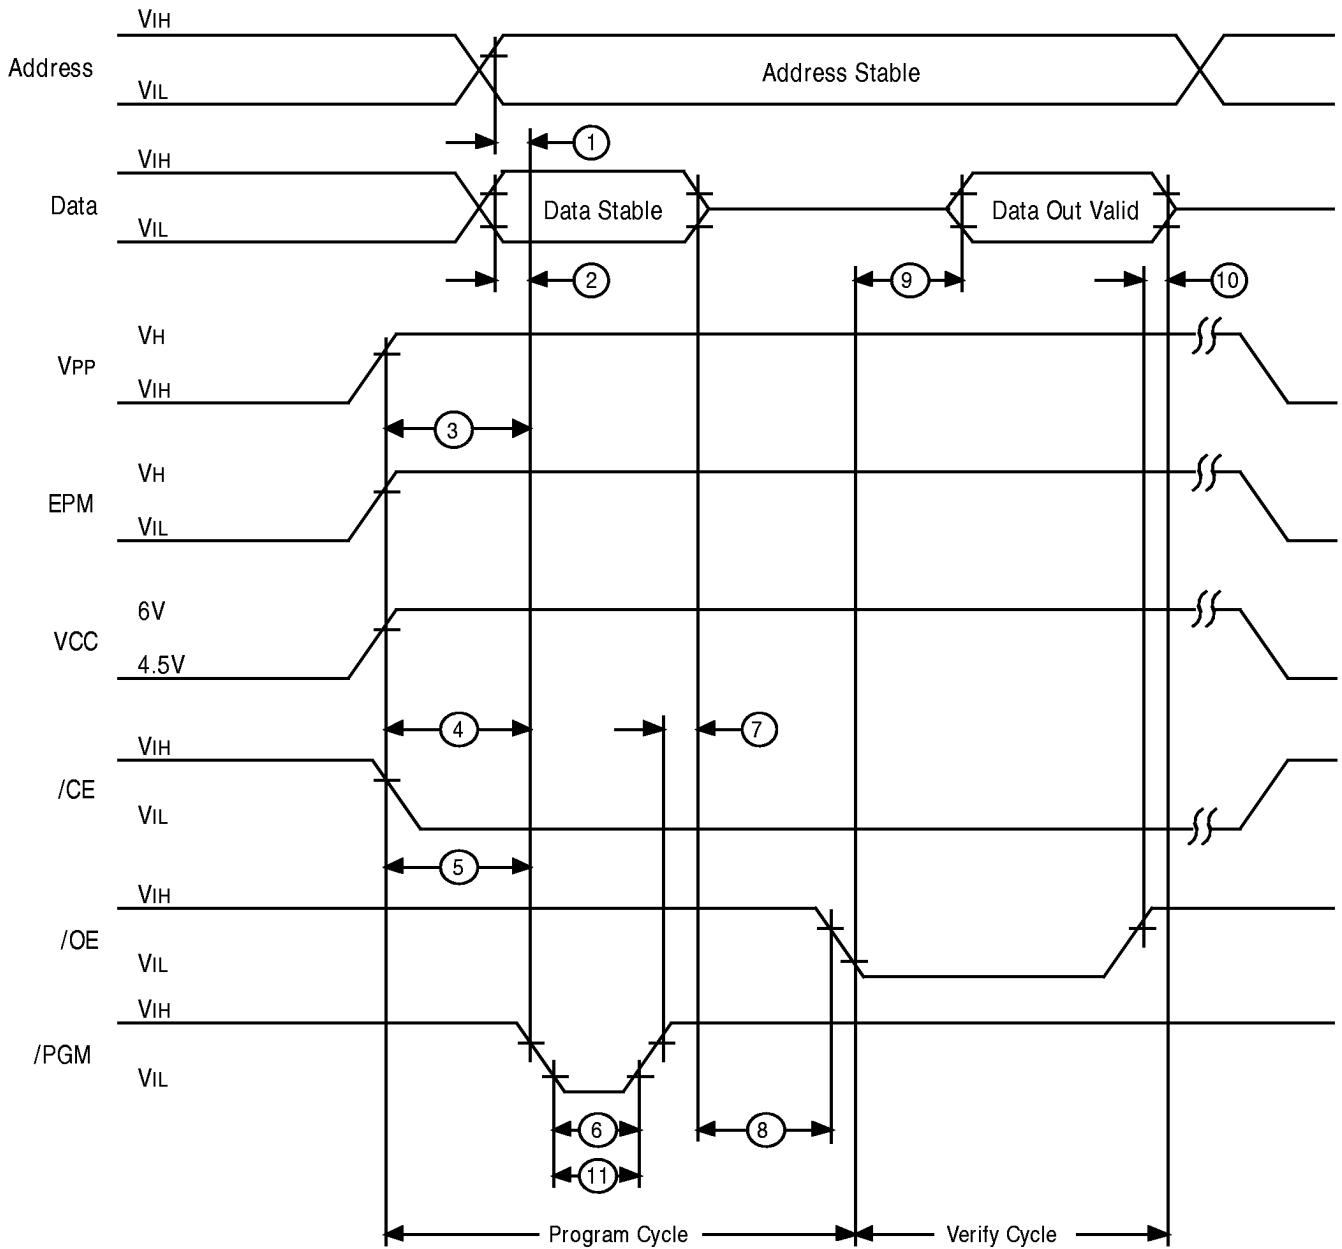 VIH
Address
Address Stable
VIL
1
VIH
Data
Data Stable
Data Out Valid
VIL
2
9
10
VH
VPP
VIH
3
VH
EPM
VIL
6V
VCC
4.5V
4
7
VIH
/CE
VIL
5
VIH
/OE
VIL
VIH
/PGM
VIL
6
8
11
Program Cycle
Verify Cycle